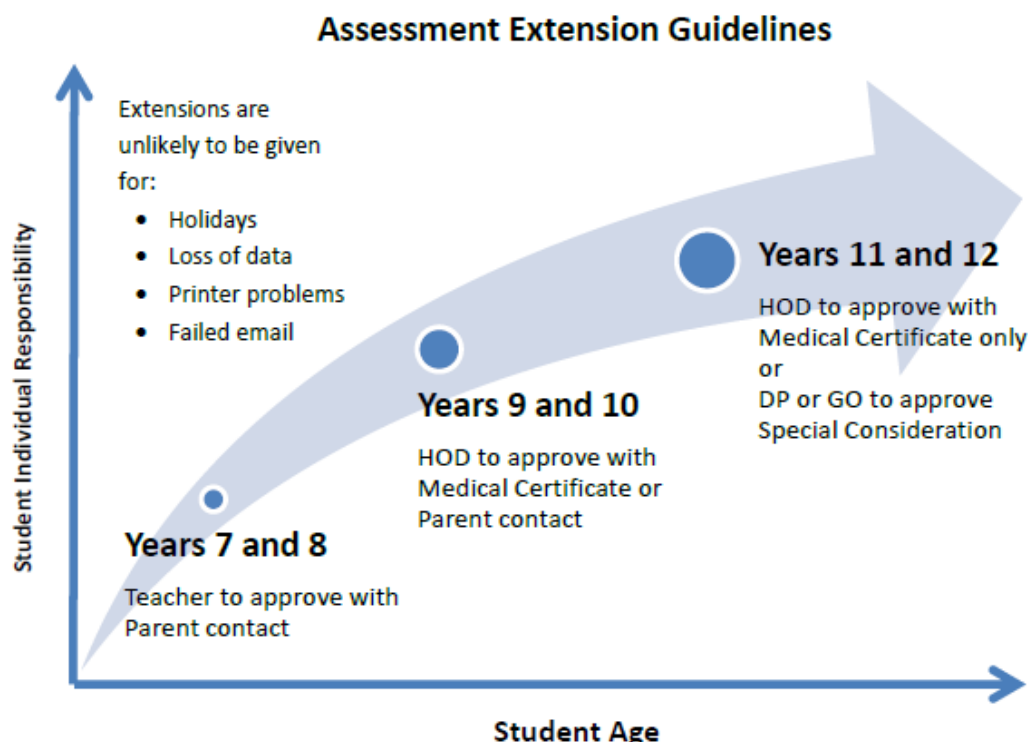 Assessment Extension Guidelines
Extensions are
unlikely to be given
for:
• Holidays
• Loss of data
• Printer problems
• Failed email
Student Individual Responsibility
Years 11 and 12
HOD to approve with
Medical Certificate only
or
DP or GO to approve
Special Consideration
Years 9 and 10
HOD to approve with
Medical Certificate or
Parent contact
Years 7 and 8
Teacher to approve with
Parent contact
Student Age